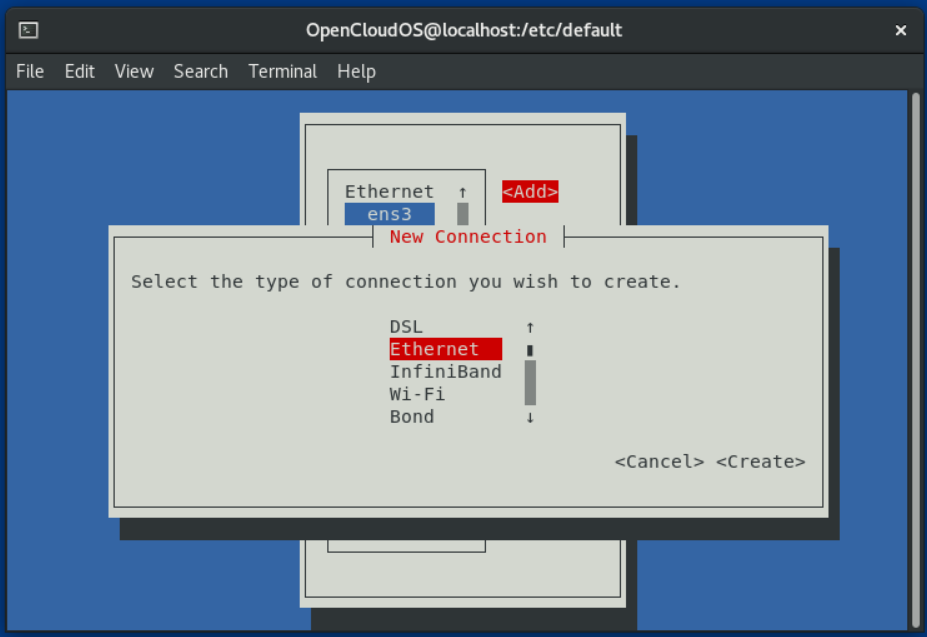 OpenCloudOS@localhost:/etc/default ×
File Edit View Search Terminal Help
Ethernet ↑ <Add>
ens3
New Connection
Select the type of connection you wish to create.
DSL ↑
Ethernet
InfiniBand
Wi-Fi
Bond ↓
<Cancel> <Create>